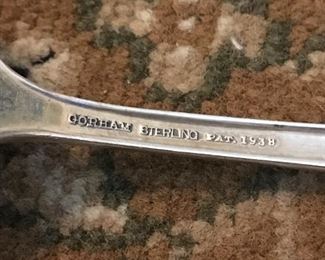 GORHAM STERLING PAT. 1938